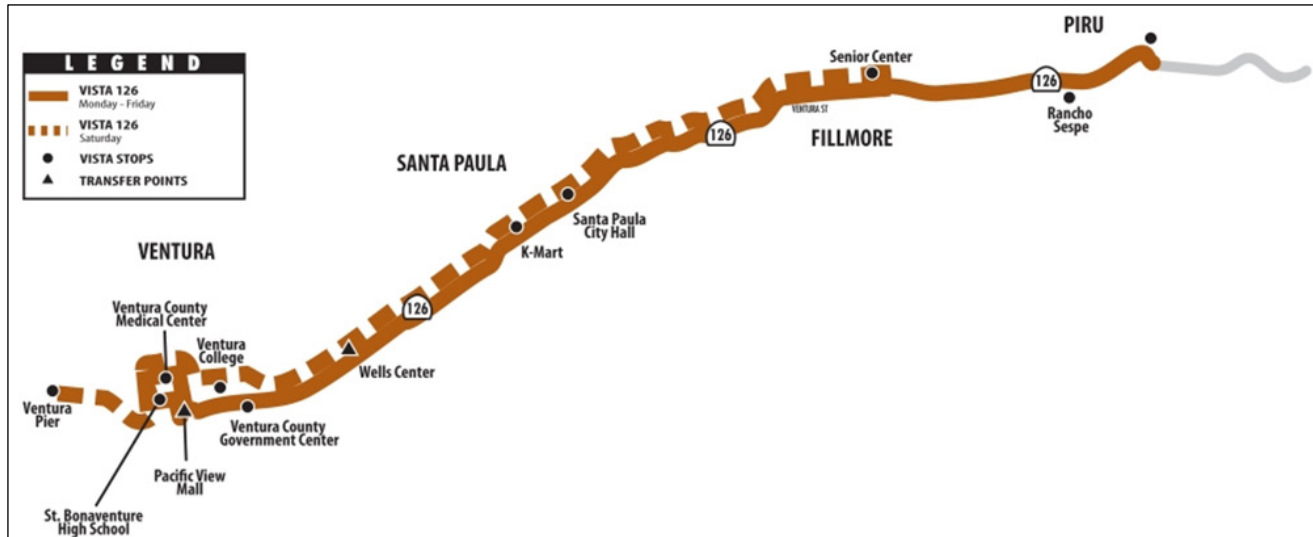 LEGEND
VISTA 126
Monday - Friday
VISTA 126
Saturday
VISTA STOPS
TRANSFER POINTS
PIRU
Senior Center
126
Rancho
Sespe
VENTURA ST
FILLMORE
126
SANTA PAULA
Santa Paula
City Hall
K-Mart
126
VENTURA
Ventura County
Medical Center
Ventura
College
Wells Center
Ventura
Pier
Ventura County
Government Center
Pacific View
Mall
St. Bonaventure
High School